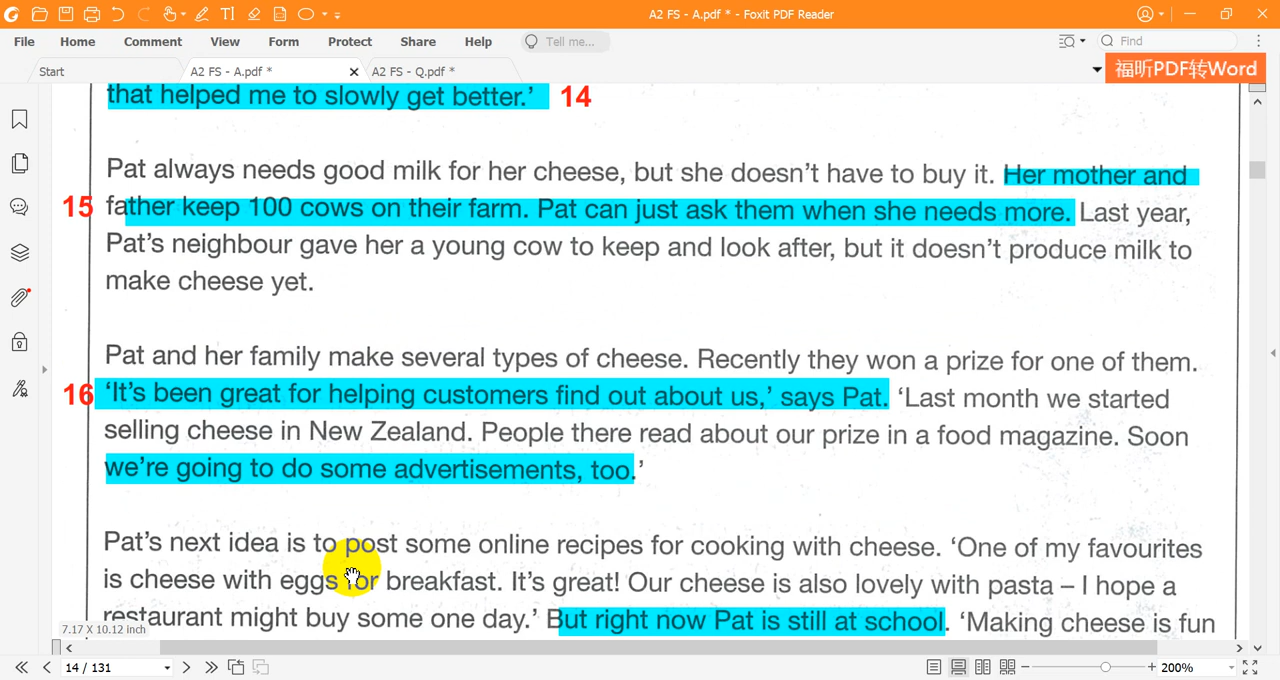 A2 FS - A.pdf * - Foxit PDF Reader
File Home Comment View Form Protect Share Help Tell me... Find
Start A2 FS - A.pdf * A2 FS - Q.pdf * 福昕PDF转Word
that helped me to slowly get better.’ 14
Pat always needs good milk for her cheese, but she doesn’t have to buy it. Her mother and
15 father keep 100 cows on their farm. Pat can just ask them when she needs more. Last year,
Pat’s neighbour gave her a young cow to keep and look after, but it doesn’t produce milk to
make cheese yet.
Pat and her family make several types of cheese. Recently they won a prize for one of them.
16 ‘It’s been great for helping customers find out about us,’ says Pat. ‘Last month we started
selling cheese in New Zealand. People there read about our prize in a food magazine. Soon
we’re going to do some advertisements, too.’
Pat’s next idea is to post some online recipes for cooking with cheese. ‘One of my favourites
is cheese with eggs for breakfast. It’s great! Our cheese is also lovely with pasta – I hope a
restaurant might buy some one day.’ But right now Pat is still at school. ‘Making cheese is fun
7.17 X 10.12 inch
14 / 131 200%